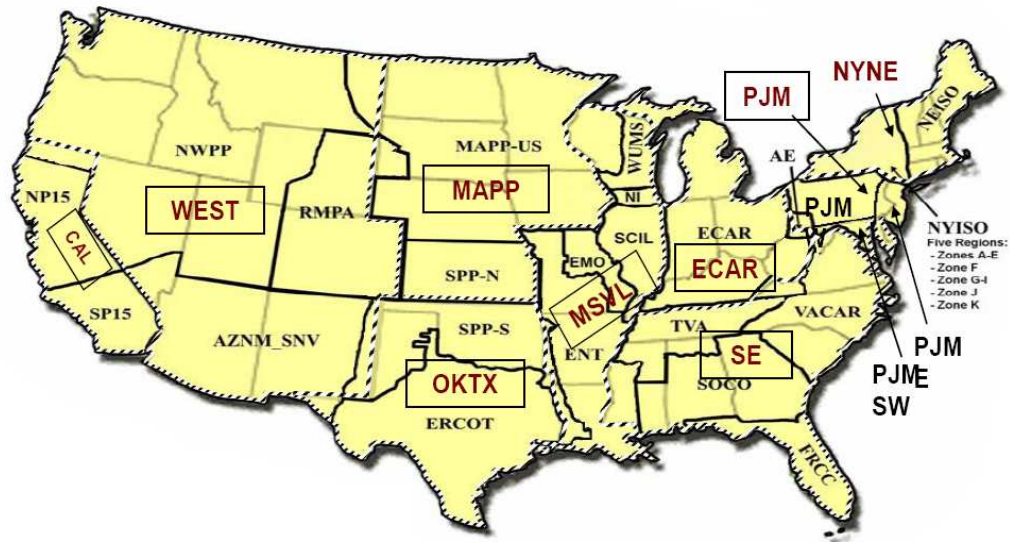 NYNE
PJM
NEISO
WUMS
MAPP-US
AE
NWPP
NP15
MAPP
NI
PJM
WEST
RMPA
NYISO
Five Regions:
- Zones A-E
- Zone F
- Zone G-I
- Zone J
- Zone K
CAL
SCIL
ECAR
EMO
ECAR
SPP-N
MSVL
SP15
SPP-S
TVA
VACAR
AZNM_SNV
ENT
SE
PJM
E
PJM
SW
OKTX
SOCO
ERCOT
FRCC